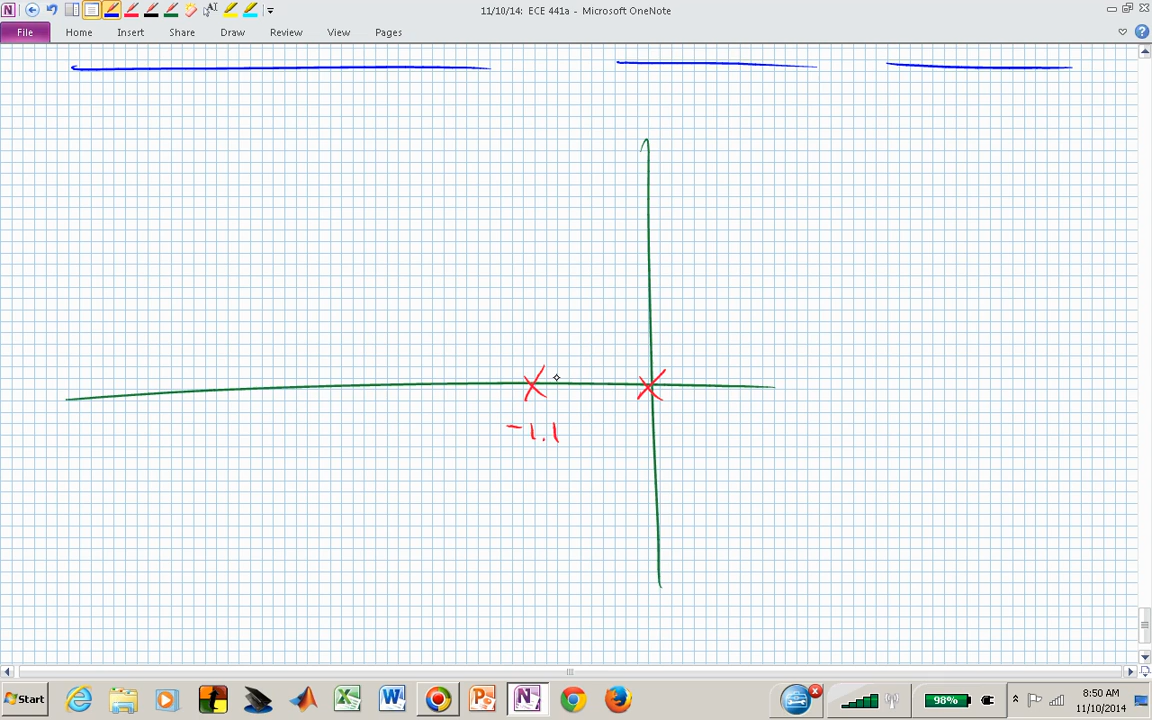 11/10/14: ECE 441a - Microsoft OneNote
File Home Insert Share Draw Review View Pages
-1.1
Start
98%
8:50 AM
11/10/2014